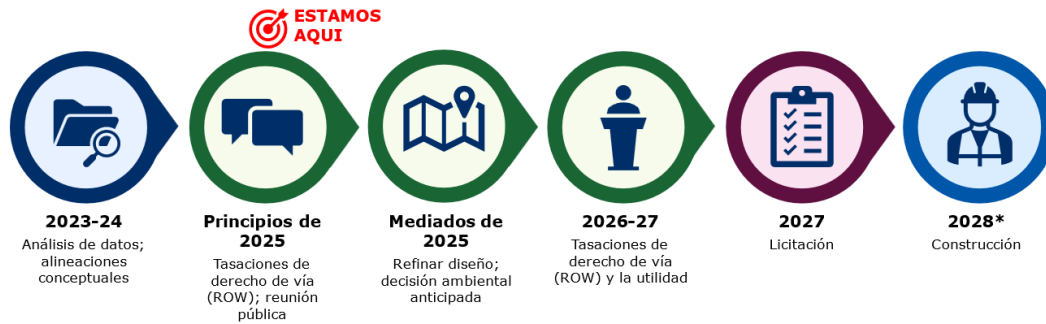 ESTAMOS
AQUI
2023-24
Análisis de datos;
alineaciones
conceptuales
Principios de
2025
Tasaciones de
derecho de vía
(ROW); reunión
pública
Mediados de
2025
Refinar diseño;
decisión ambiental
anticipada
2026-27
Tasaciones de
derecho de vía
(ROW) y la utilidad
2027
Licitación
2028*
Construcción